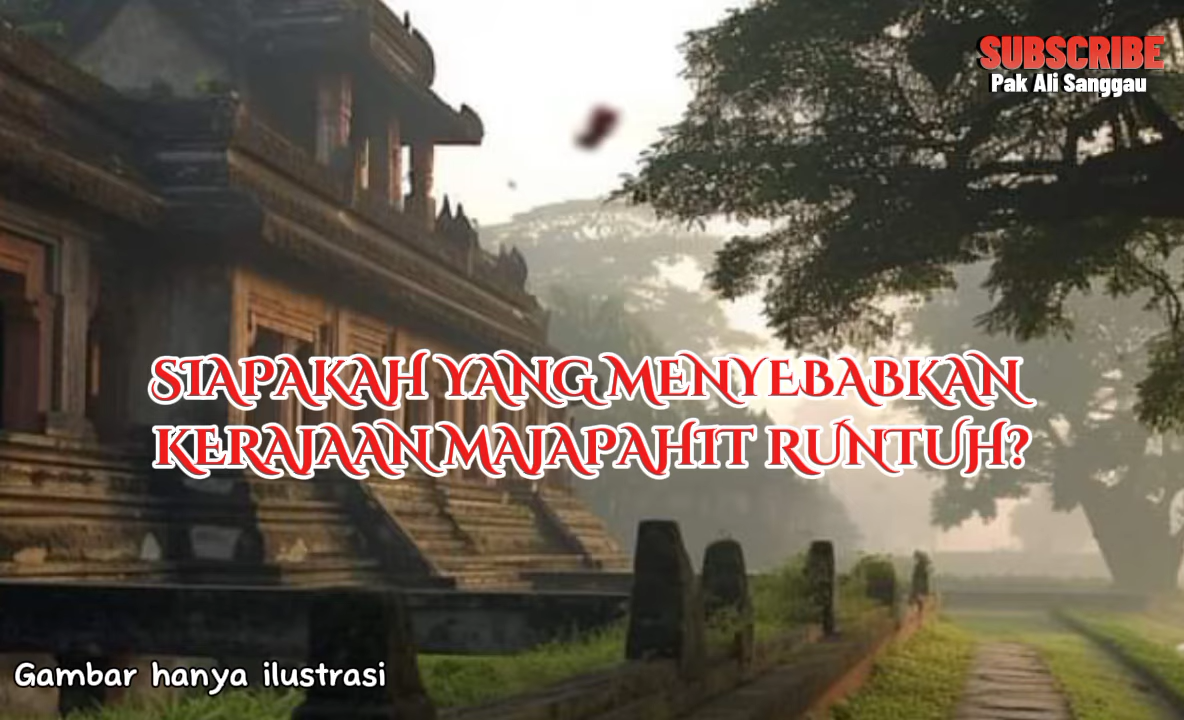 SUBSCRIBE
Pak Ali Sanggau
SIAPAKAH YANG MENYEBABKAN
KERAJAAN MAJAPAHIT RUNTUH?
Gambar hanya ilustrasi